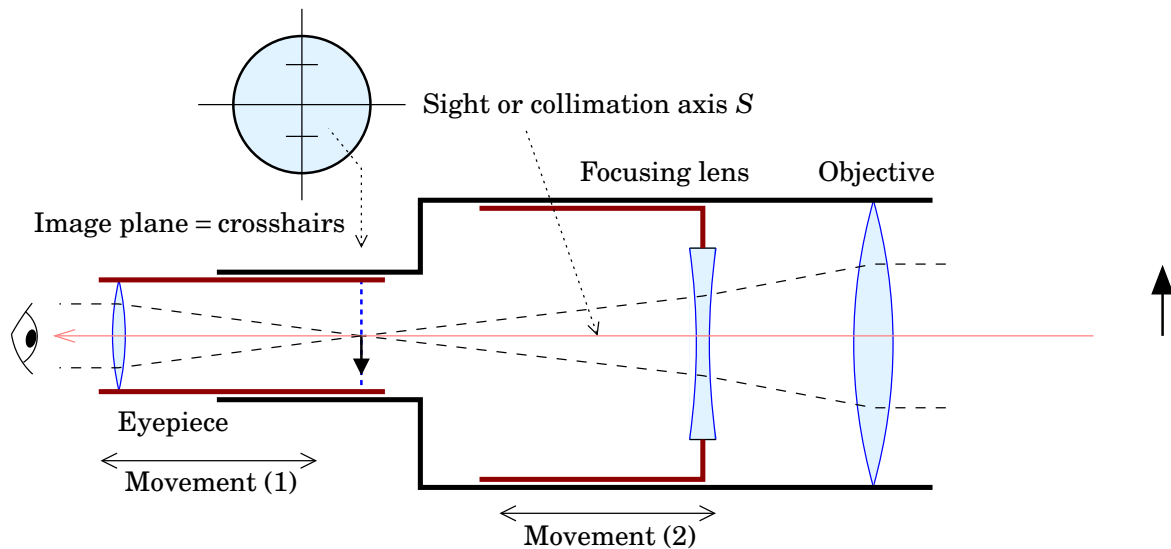 Sight or collimation axis S
Focusing lens
Objective
Image plane = crosshairs
Eyepiece
Movement (1)
Movement (2)